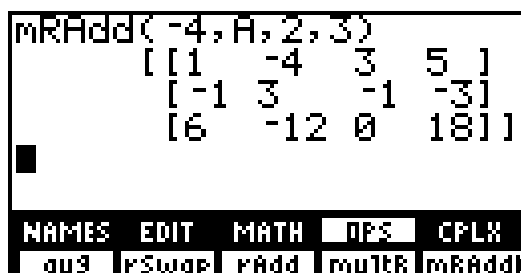 mRAdd(-4,A,2,3)
[[1 -4 3 5 ]
[-1 3 -1 -3]
[6 -12 0 18]]
NAMES EDIT MATH OPS CPLX
aug rSwap rAdd multR mRAdd